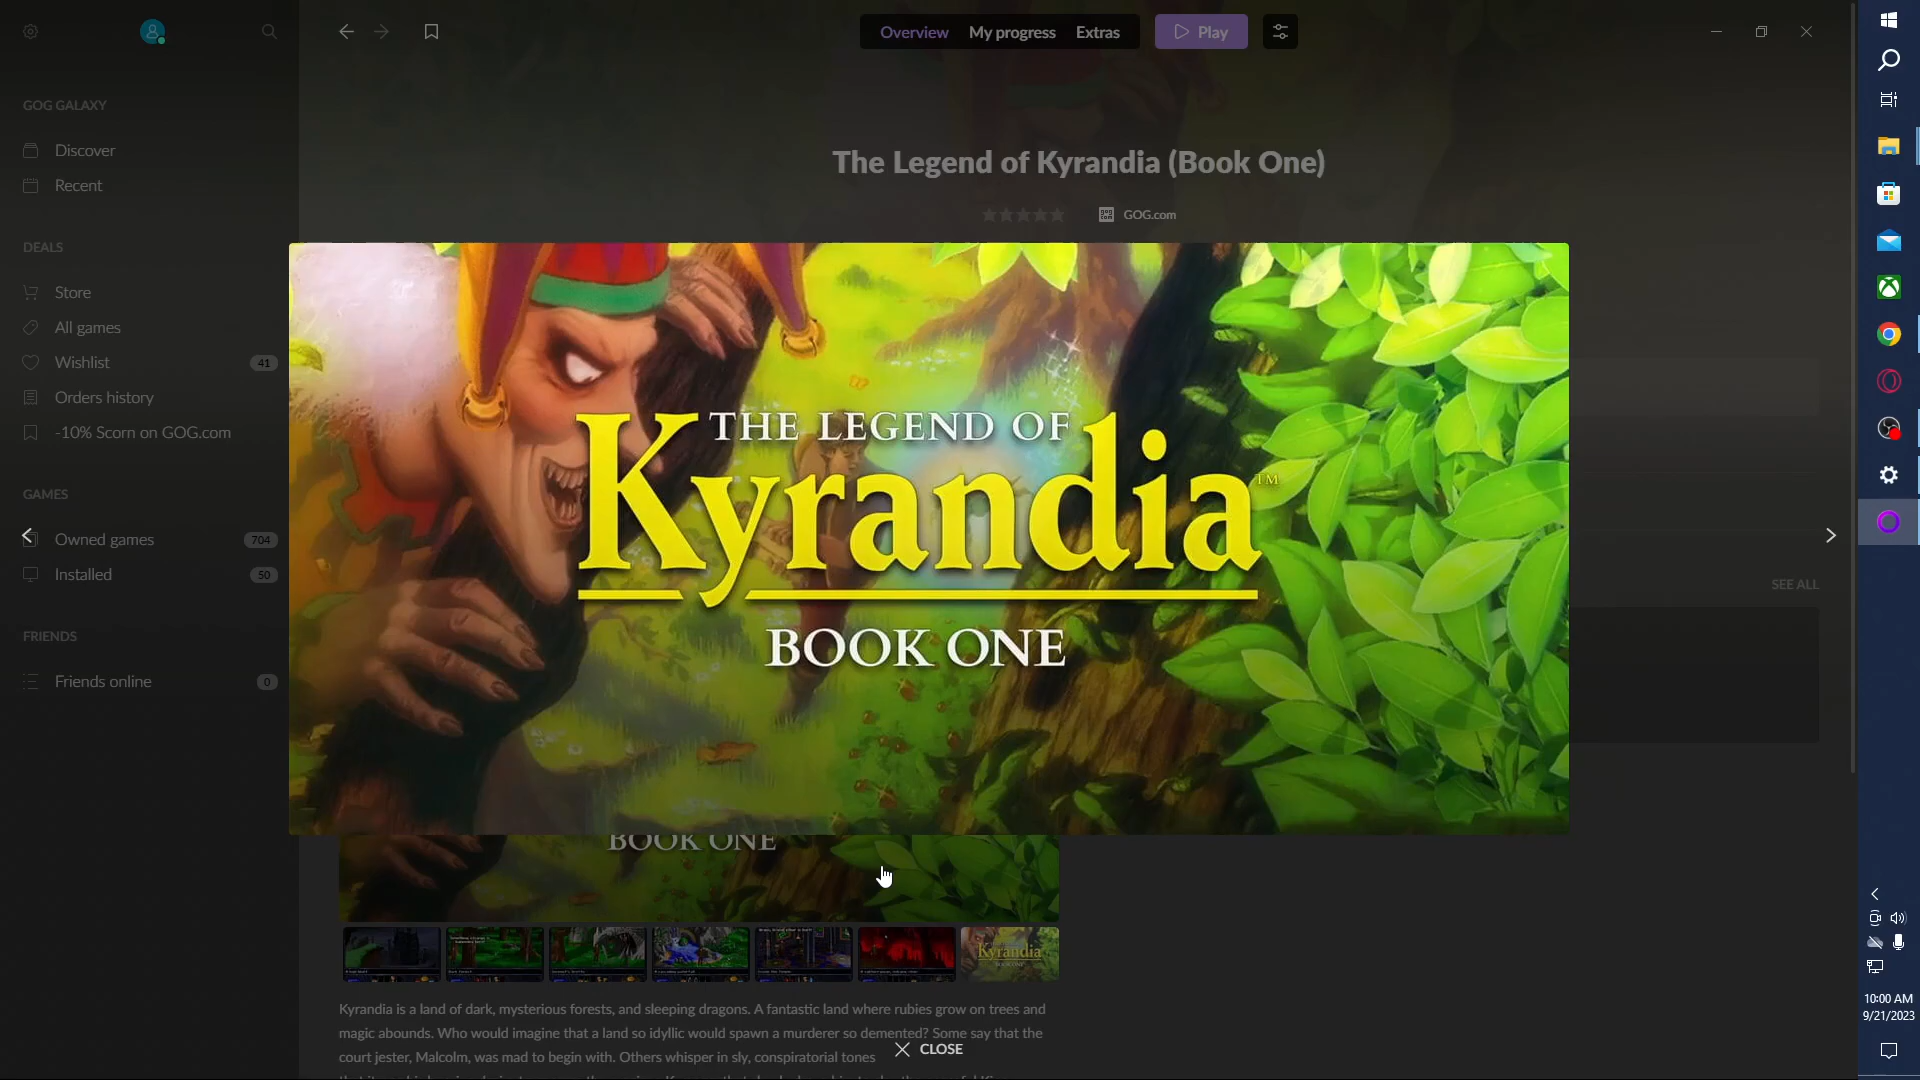 Overview
My progress
Extras
Play
GOG GALAXY
Discover
Recent
DEALS
Store
All games
Wishlist
41
Orders history
-10% Scorn on GOG.com
GAMES
Owned games
704
Installed
50
FRIENDS
Friends online
0
The Legend of Kyrandia (Book One)
GOG.com
THE LEGEND OF
Kyrandia™
BOOK ONE
SEE ALL
BOOK ONE
Kyrandia
Kyrandia is a land of dark, mysterious forests, and sleeping dragons. A fantastic land where rubies grow on trees and
magic abounds. Who would imagine that a land so idyllic would spawn a murderer so demented? Some say that the
court jester, Malcolm, was mad to begin with. Others whisper in sly, conspiratorial tones
CLOSE
10:00 AM
9/21/2023